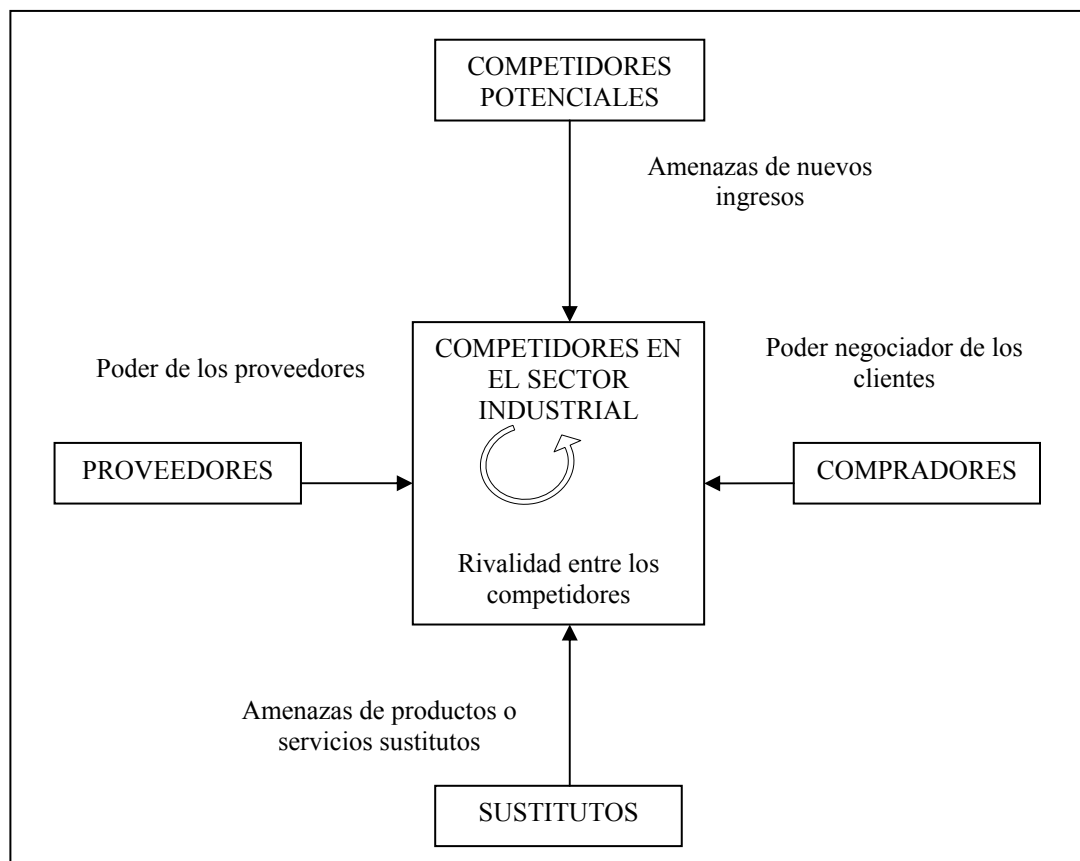 COMPETIDORES
POTENCIALES
Amenazas de nuevos
ingresos
Poder de los proveedores
COMPETIDORES EN
EL SECTOR
INDUSTRIAL
Poder negociador de los
clientes
PROVEEDORES
COMPRADORES
Rivalidad entre los
competidores
Amenazas de productos o
servicios sustitutos
SUSTITUTOS